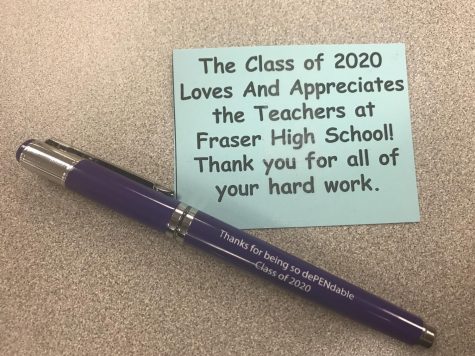 The Class of 2020
Loves And Appreciates
the Teachers at
Fraser High School!
Thank you for all of
your hard work.
Thanks for being so dePENdable
—Class of 2020